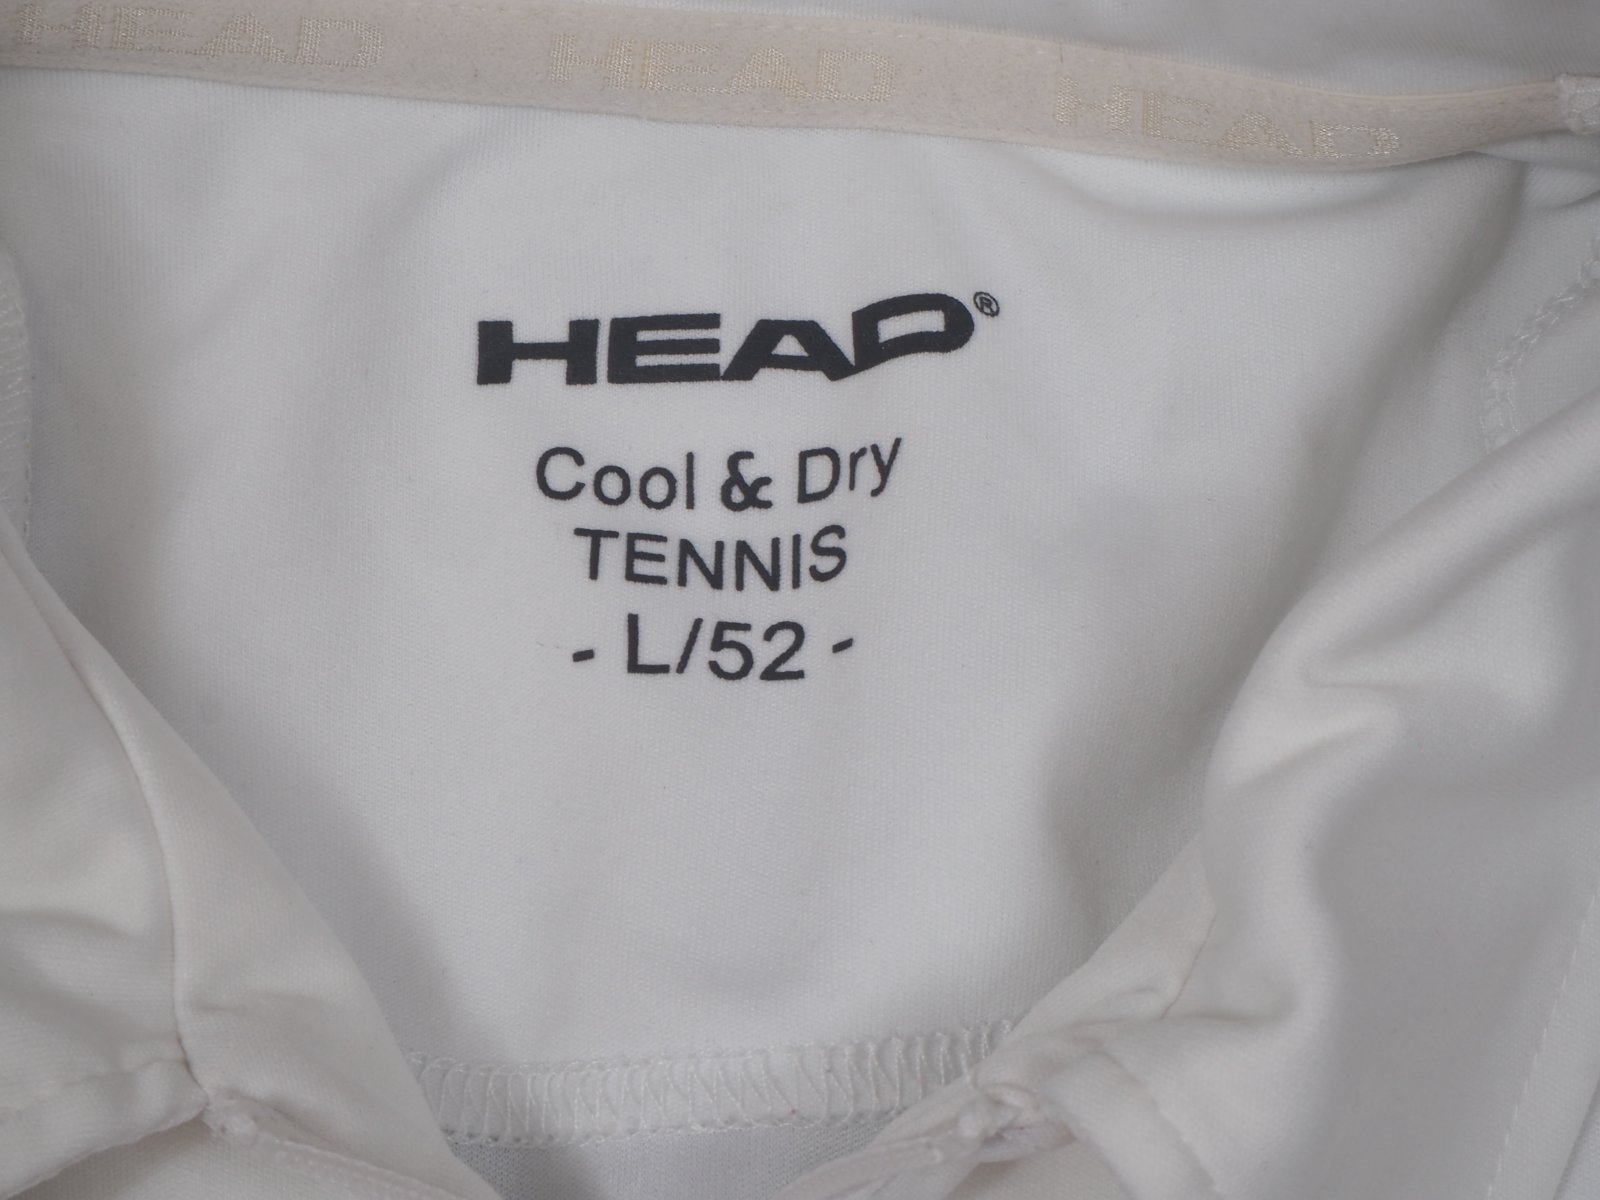 HEAD HEAD HEAD
HEAD®
Cool & Dry
TENNIS
- L/52 -